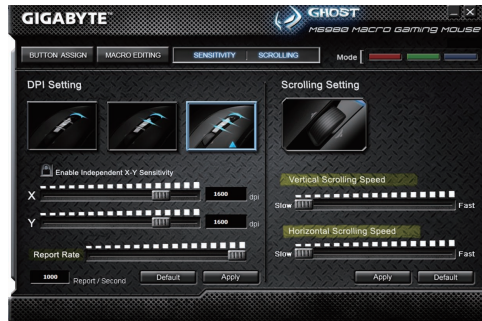 GIGABYTE™
GHOST
M6980 Macro Gaming Mouse
BUTTON ASSIGN
MACRO EDITING
SENSITIVITY
SCROLLING
Mode [
DPI Setting
Enable Independent X-Y Sensitivity
X
1600 dpi
Y
1600 dpi
Report Rate
1000 Report / Second
Default
Apply
Scrolling Setting
Vertical Scrolling Speed
Slow
Fast
Horizontal Scrolling Speed
Slow
Fast
Apply
Default